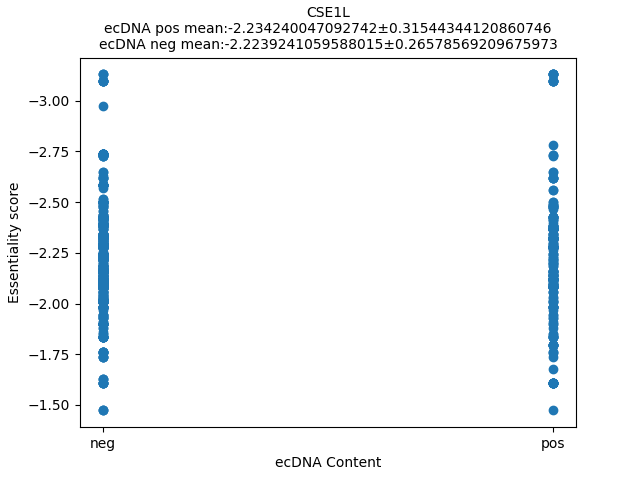 CSE1L
ecDNA pos mean:-2.234240047092742±0.31544344120860746
ecDNA neg mean:-2.2239241059588015±0.26578569209675973
−3.00
−2.75
−2.50
−2.25
−2.00
−1.75
−1.50
Essentiality score
neg
pos
ecDNA Content